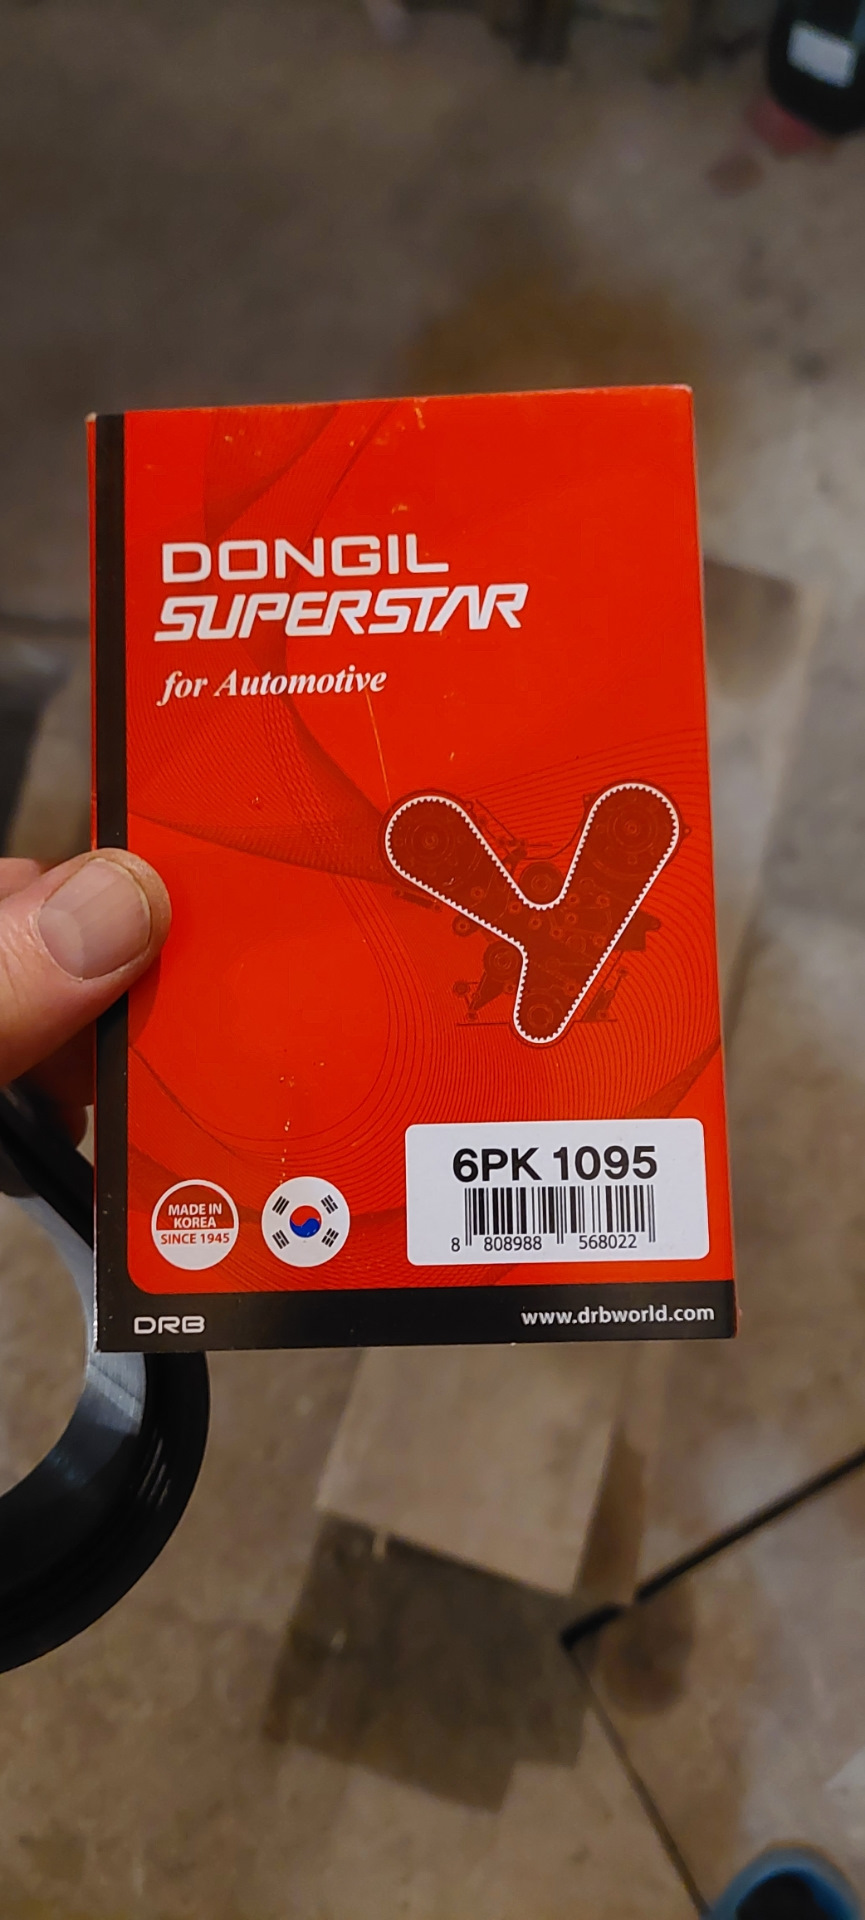 DONGIL
SUPERSTAR
for Automotive
6PK 1095
8 808988 568022
MADE IN
KOREA
SINCE 1945
DRB
www.drbworld.com